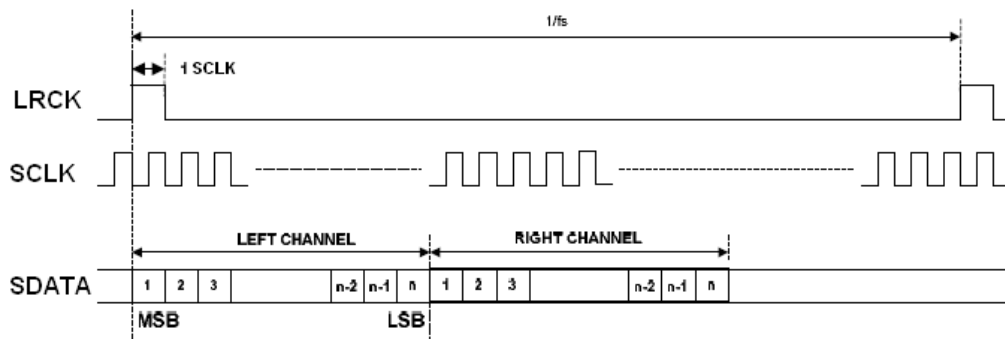 1/fs
1 SCLK
LRCK
SCLK
LEFT CHANNEL RIGHT CHANNEL
SDATA 1 2 3 n-2 n-1 n 1 2 3 n-2 n-1 n
MSB LSB